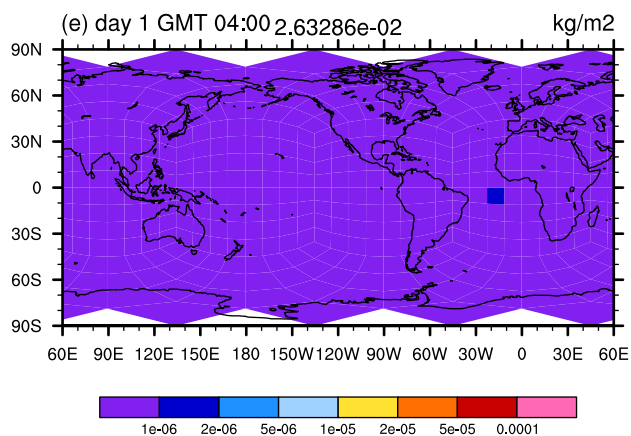 (e) day 1 GMT 04:00 2.63286e-02 kg/m2
90N
60N
30N
0
30S
60S
90S
60E 90E 120E 150E 180 150W 120W 90W 60W 30W 0 30E 60E
1e-06 2e-06 5e-06 1e-05 2e-05 5e-05 0.0001